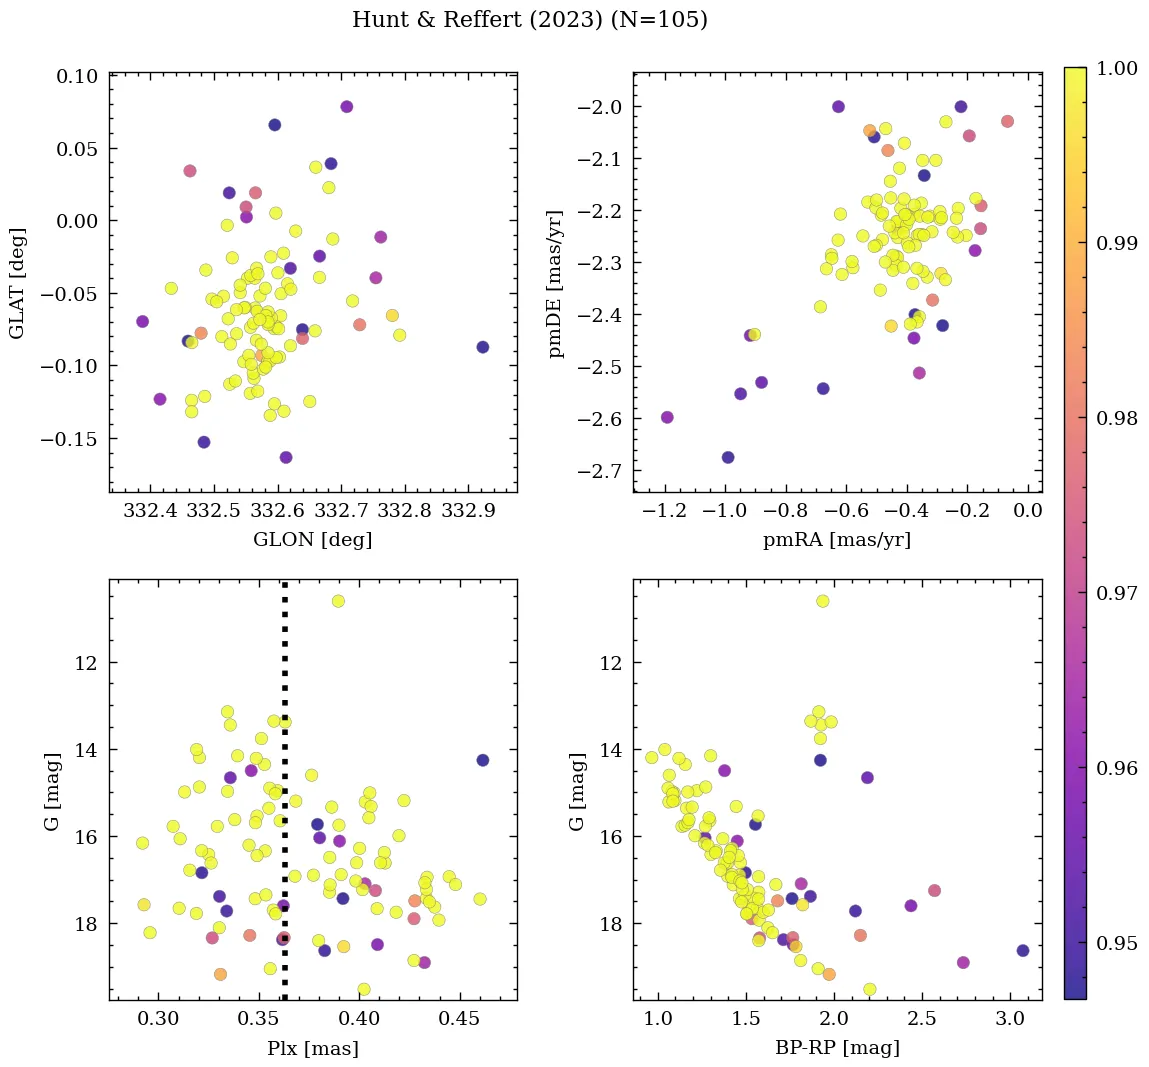 Hunt & Reffert (2023) (N=105)
0.10
0.05
0.00
−0.05
−0.10
−0.15
GLAT [deg]
332.4 332.5 332.6 332.7 332.8 332.9
GLON [deg]
−2.0
−2.1
−2.2
−2.3
−2.4
−2.5
−2.6
−2.7
pmDE [mas/yr]
−1.2 −1.0 −0.8 −0.6 −0.4 −0.2 0.0
pmRA [mas/yr]
12
14
16
18
G [mag]
0.30 0.35 0.40 0.45
Plx [mas]
12
14
16
18
G [mag]
1.0 1.5 2.0 2.5 3.0
BP-RP [mag]
1.00
0.99
0.98
0.97
0.96
0.95